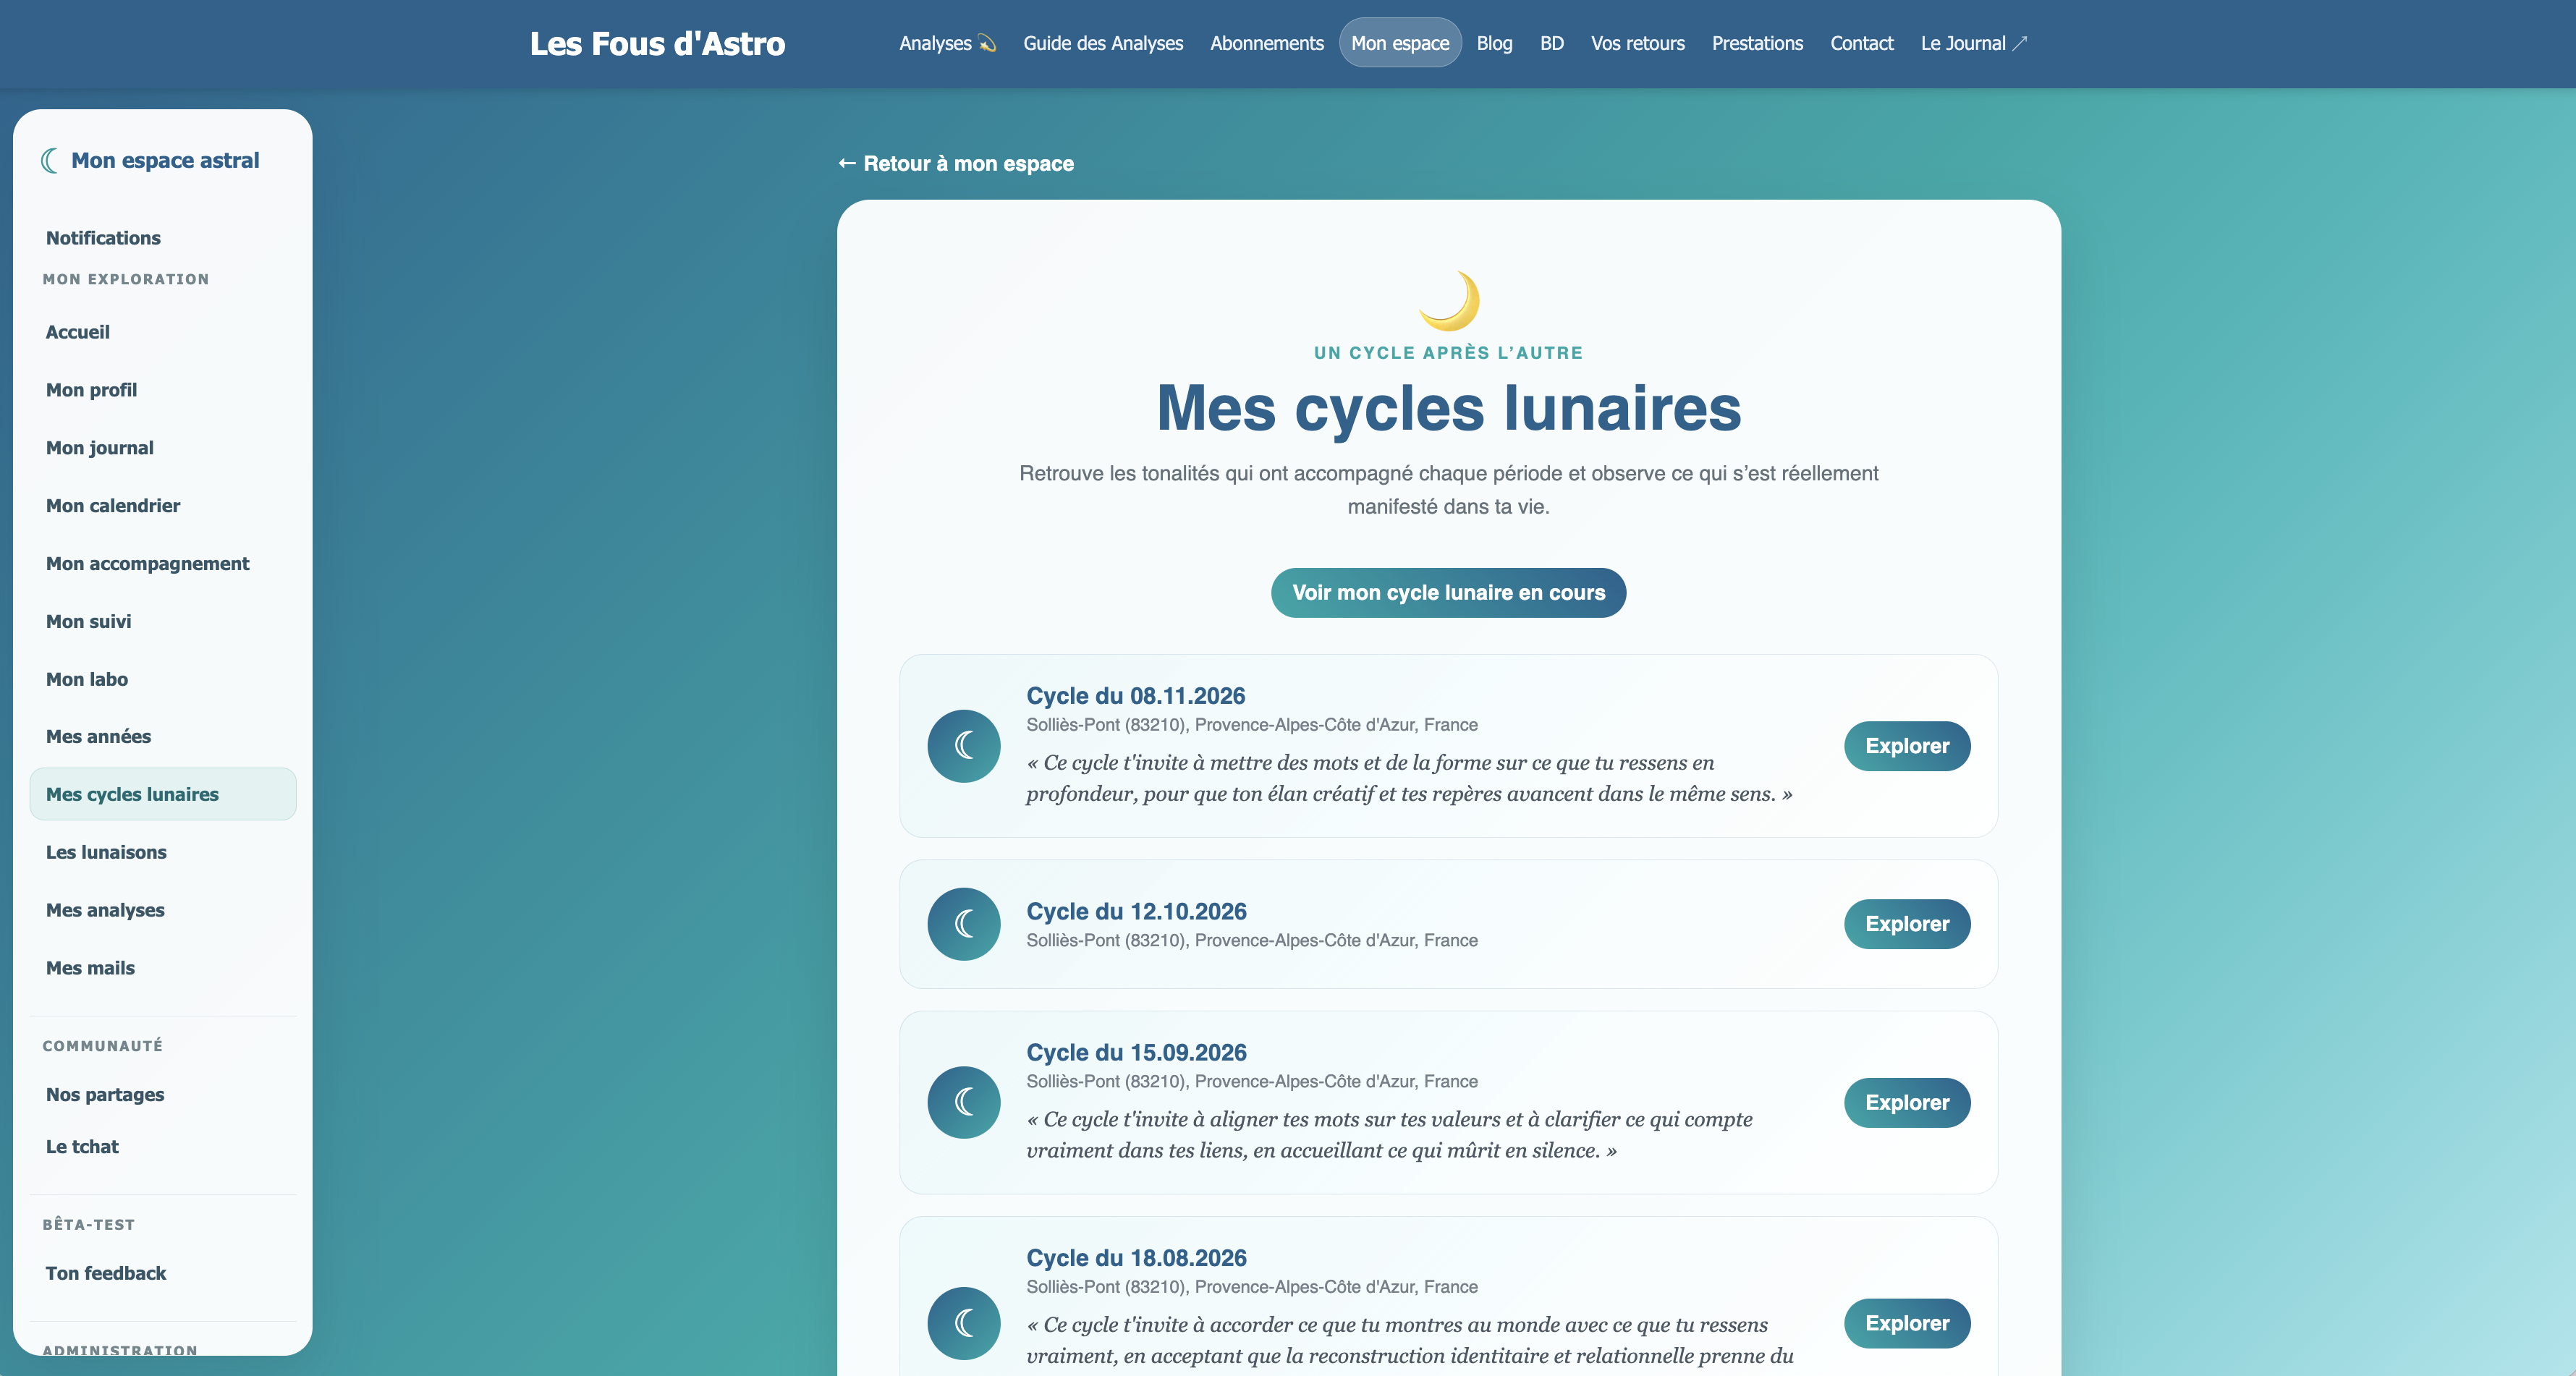 Les Fous d'Astro
Analyses 💫
Guide des Analyses
Abonnements
Mon espace
Blog
BD
Vos retours
Prestations
Contact
Le Journal ↗
☾ Mon espace astral
Notifications
MON EXPLORATION
Accueil
Mon profil
Mon journal
Mon calendrier
Mon accompagnement
Mon suivi
Mon labo
Mes années
Mes cycles lunaires
Les lunaisons
Mes analyses
Mes mails
COMMUNAUTÉ
Nos partages
Le tchat
BÊTA-TEST
Ton feedback
ADMINISTRATION
← Retour à mon espace
UN CYCLE APRÈS L’AUTRE
Mes cycles lunaires
Retrouve les tonalités qui ont accompagné chaque période et observe ce qui s’est réellement
manifesté dans ta vie.
Voir mon cycle lunaire en cours
Cycle du 08.11.2026
Solliès-Pont (83210), Provence-Alpes-Côte d'Azur, France
« Ce cycle t'invite à mettre des mots et de la forme sur ce que tu ressens en
profondeur, pour que ton élan créatif et tes repères avancent dans le même sens. »
Explorer
Cycle du 12.10.2026
Solliès-Pont (83210), Provence-Alpes-Côte d'Azur, France
Explorer
Cycle du 15.09.2026
Solliès-Pont (83210), Provence-Alpes-Côte d'Azur, France
« Ce cycle t'invite à aligner tes mots sur tes valeurs et à clarifier ce qui compte
vraiment dans tes liens, en accueillant ce qui mûrit en silence. »
Explorer
Cycle du 18.08.2026
Solliès-Pont (83210), Provence-Alpes-Côte d'Azur, France
« Ce cycle t'invite à accorder ce que tu montres au monde avec ce que tu ressens
vraiment, en acceptant que la reconstruction identitaire et relationnelle prenne du
Explorer